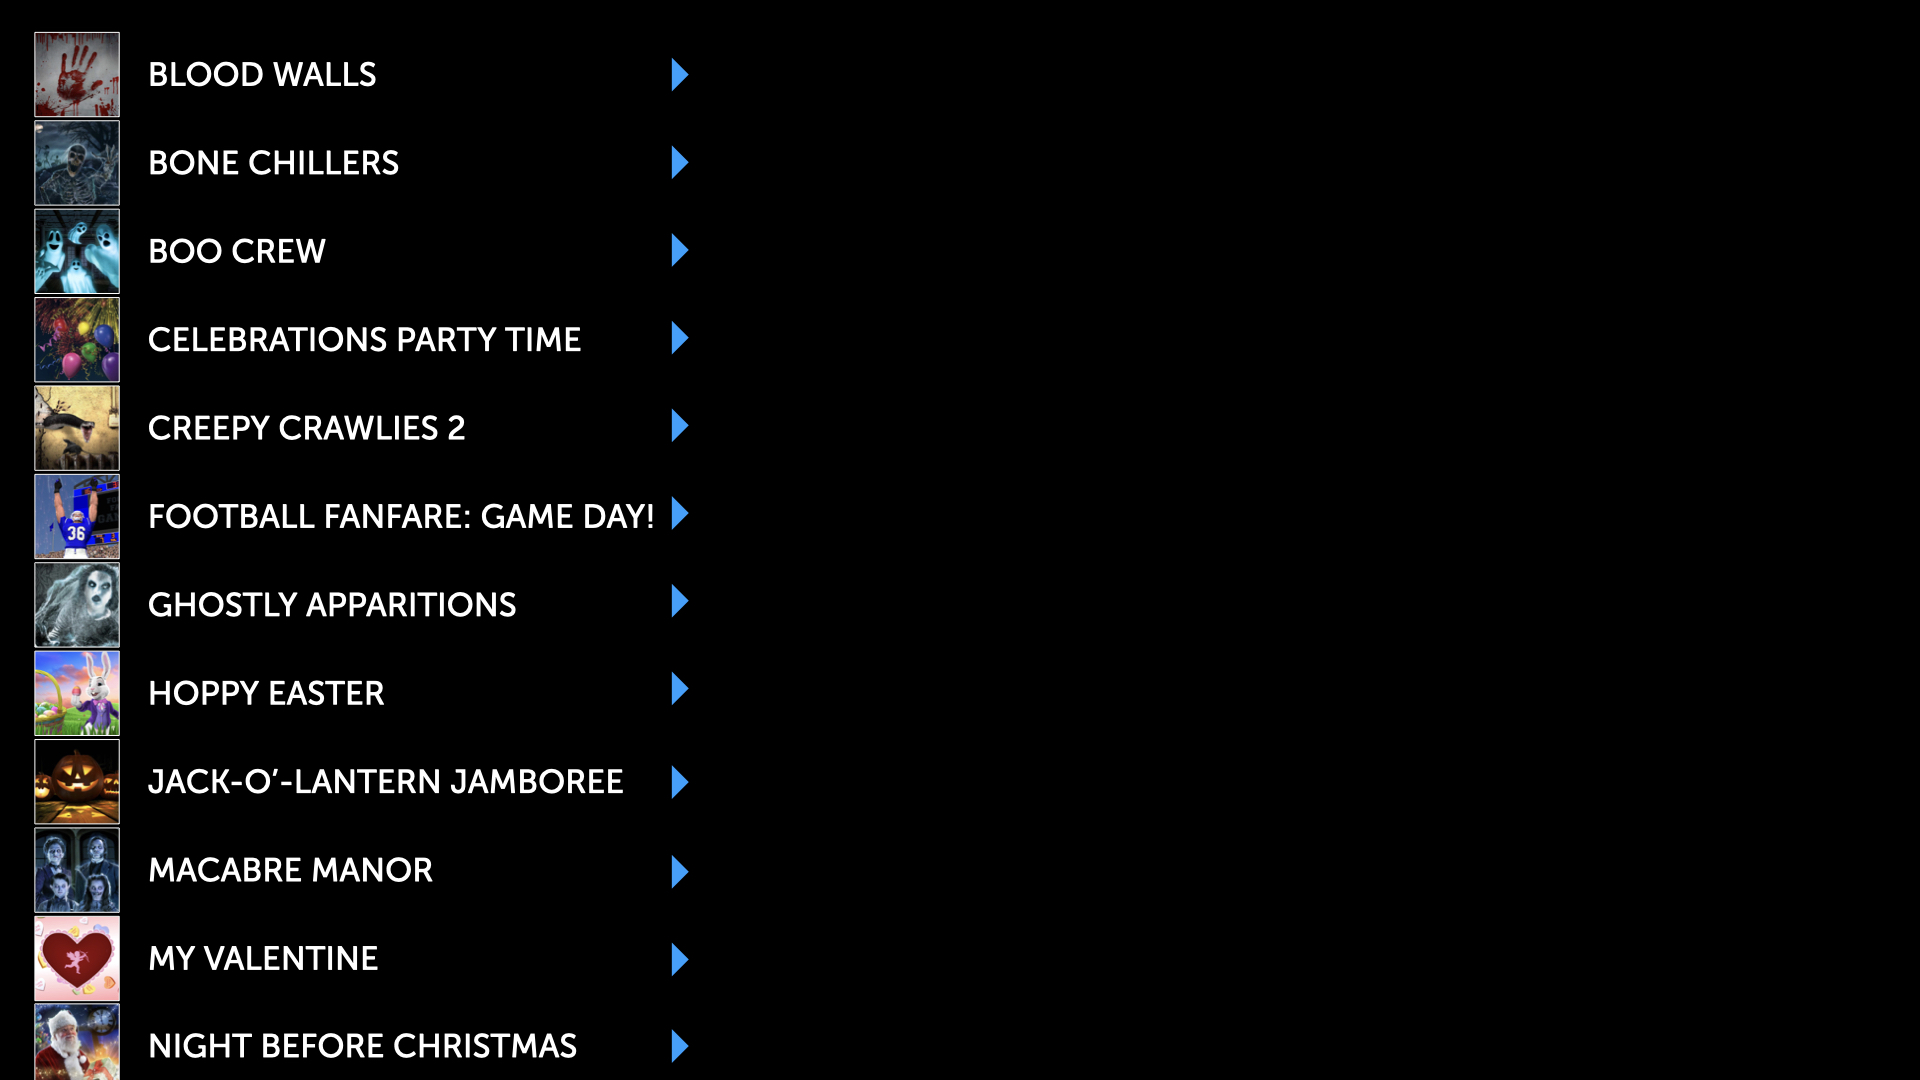 BLOOD WALLS
BONE CHILLERS
BOO CREW
CELEBRATIONS PARTY TIME
CREEPY CRAWLIES 2
FOOTBALL FANFARE: GAME DAY!
36
GHOSTLY APPARITIONS
HOPPY EASTER
JACK-O’-LANTERN JAMBOREE
MACABRE MANOR
MY VALENTINE
NIGHT BEFORE CHRISTMAS